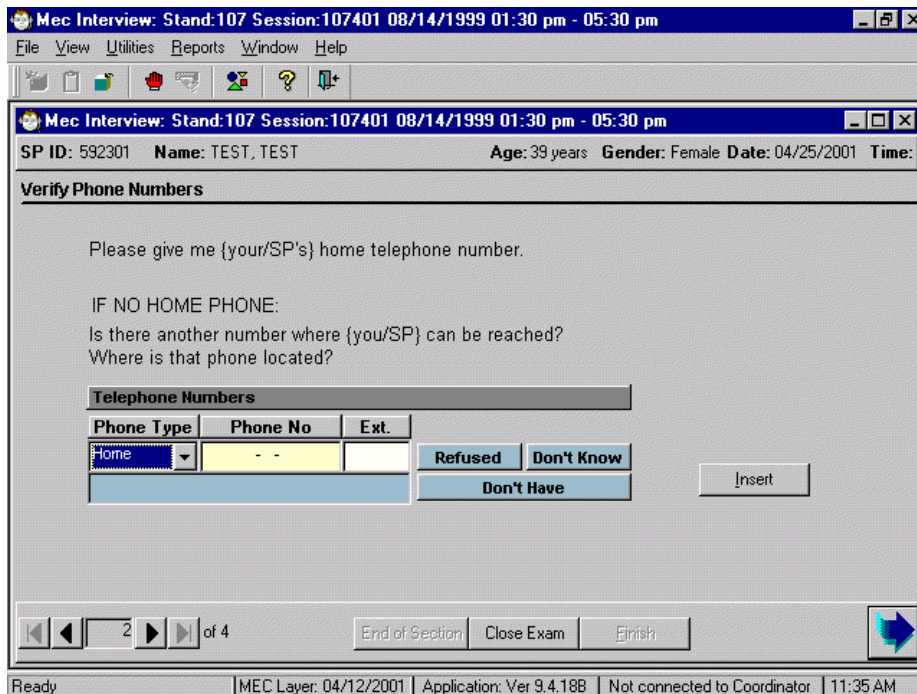 Mec Interview: Stand:107 Session:107401 08/14/1999 01:30 pm - 05:30 pm
File View Utilities Reports Window Help
Mec Interview: Stand:107 Session:107401 08/14/1999 01:30 pm - 05:30 pm
SP ID: 592301 Name: TEST, TEST Age: 39 years Gender: Female Date: 04/25/2001 Time:
Verify Phone Numbers
Please give me {your/SP's} home telephone number.
IF NO HOME PHONE:
Is there another number where {you/SP} can be reached?
Where is that phone located?
Telephone Numbers
Phone Type Phone No Ext.
Home - - Refused Don't Know
Don't Have Insert
2 of 4 End of Section Close Exam Finish
Ready MEC Layer: 04/12/2001 Application: Ver 9.4.18B Not connected to Coordinator 11:35 AM